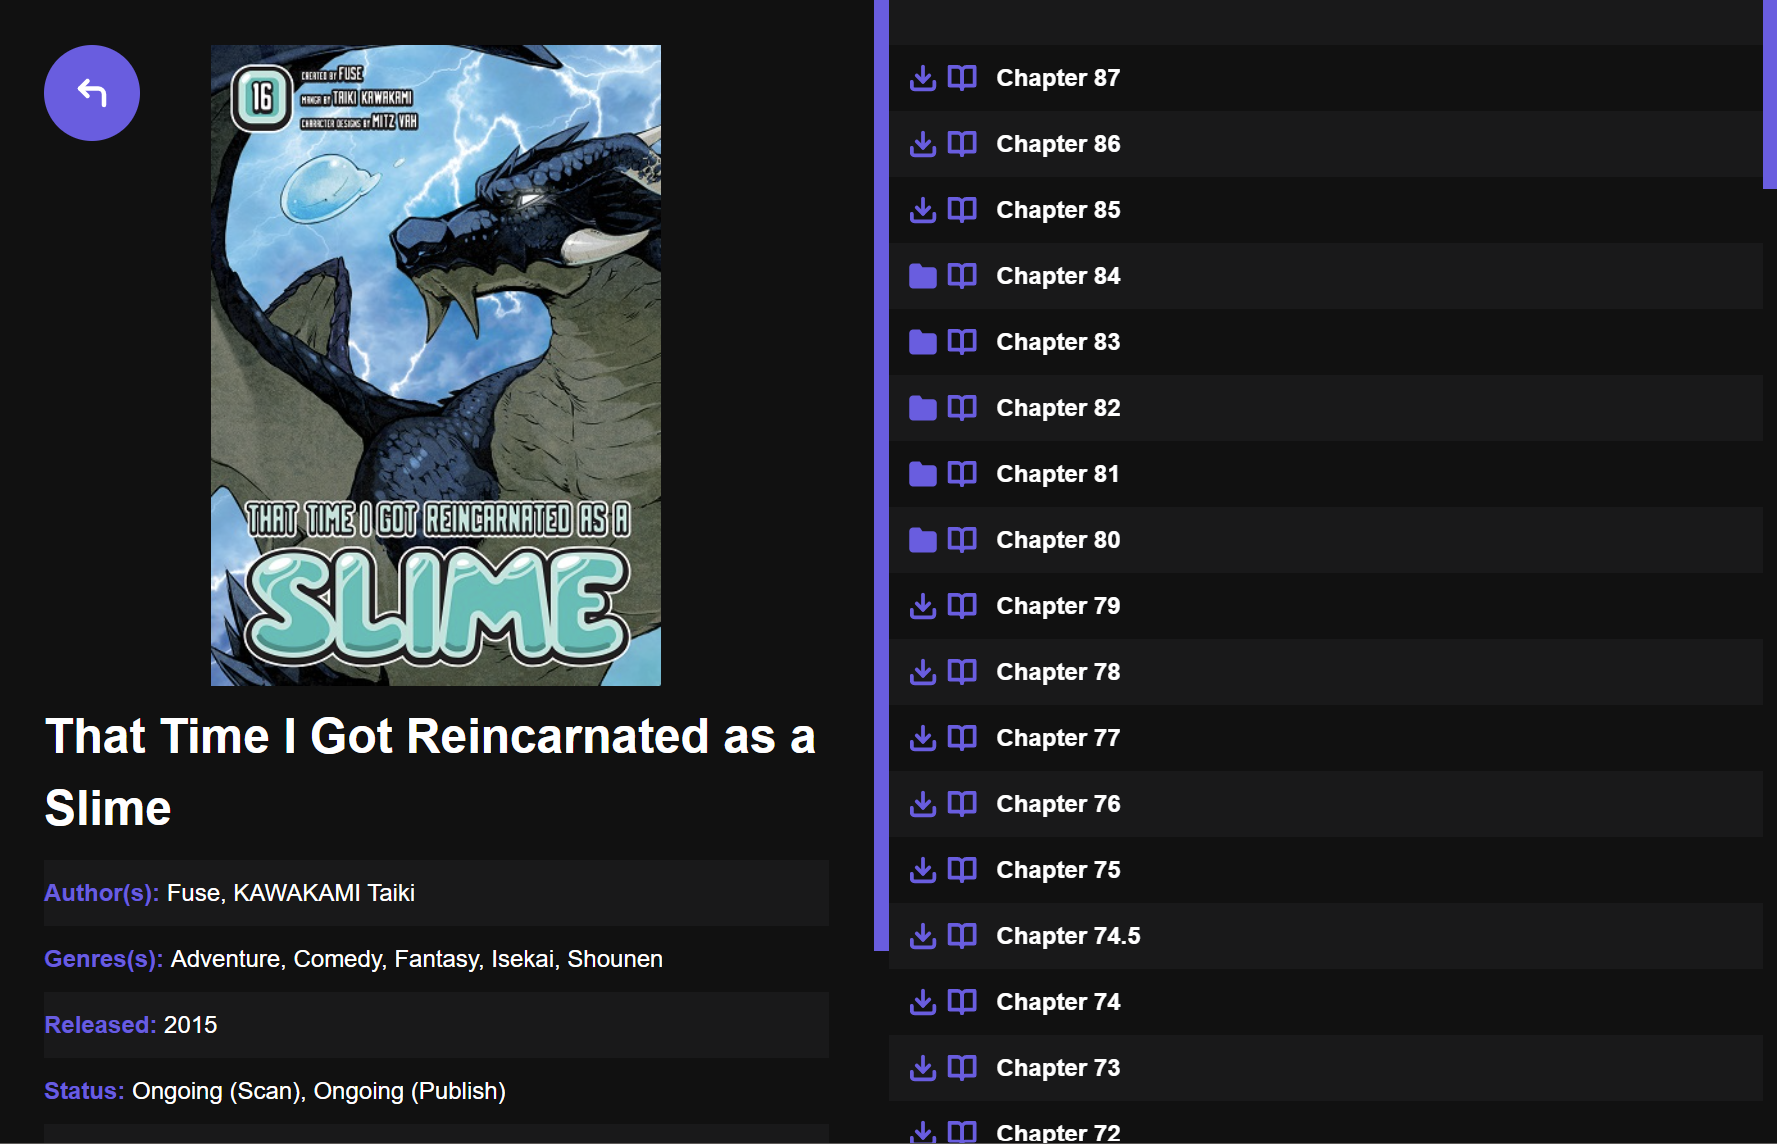 16
CREATED BY FUSE
MANGA BY TAIKI KAWAKAMI
CHARACTER DESIGNS BY MITZ VAH
THAT TIME I GOT REINCARNATED AS A
SLIME
That Time I Got Reincarnated as a
Slime
Author(s): Fuse, KAWAKAMI Taiki
Genres(s): Adventure, Comedy, Fantasy, Isekai, Shounen
Released: 2015
Status: Ongoing (Scan), Ongoing (Publish)
Chapter 87
Chapter 86
Chapter 85
Chapter 84
Chapter 83
Chapter 82
Chapter 81
Chapter 80
Chapter 79
Chapter 78
Chapter 77
Chapter 76
Chapter 75
Chapter 74.5
Chapter 74
Chapter 73
Chapter 72